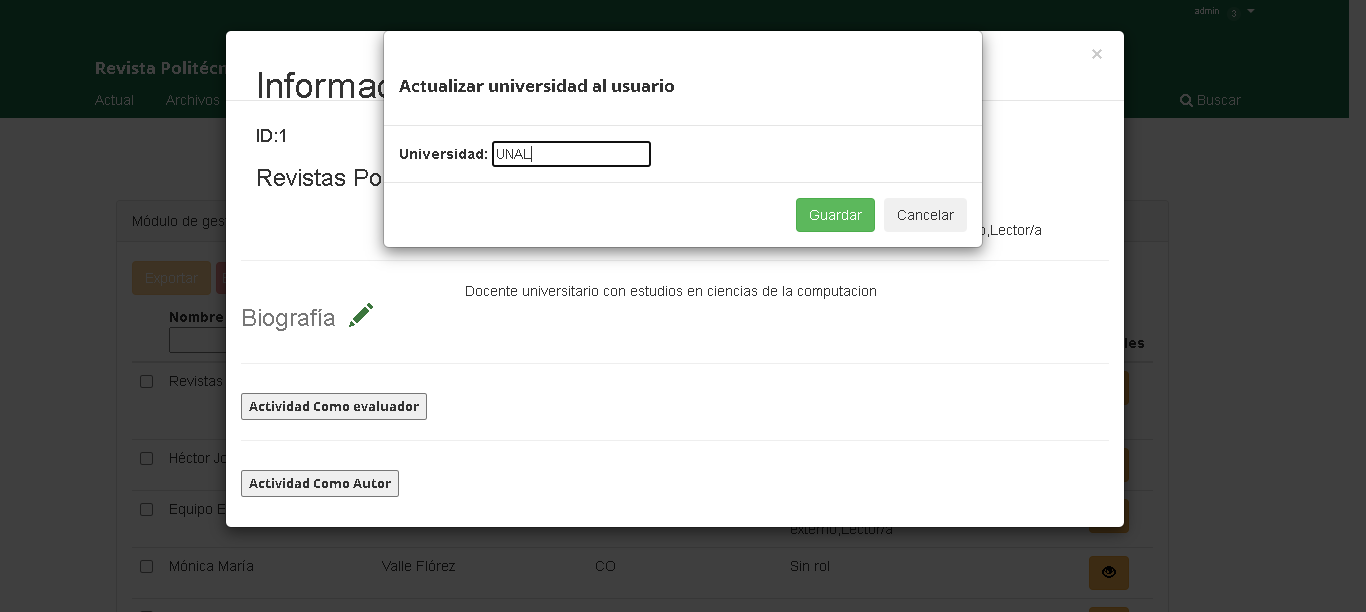 admin 3
Revista Politécn
Actual Archivos
Buscar
×
Informac
Actualizar universidad al usuario
ID:1
Universidad: UNAL
Revistas Po
Módulo de ges
Guardar Cancelar
o,Lector/a
Exportar
Docente universitario con estudios en ciencias de la computacion
Biografía
Nombre
les
Revistas
Actividad Como evaluador
Héctor Jo
Actividad Como Autor
Equipo E
externo,Lector/a
Mónica María Valle Flórez CO Sin rol